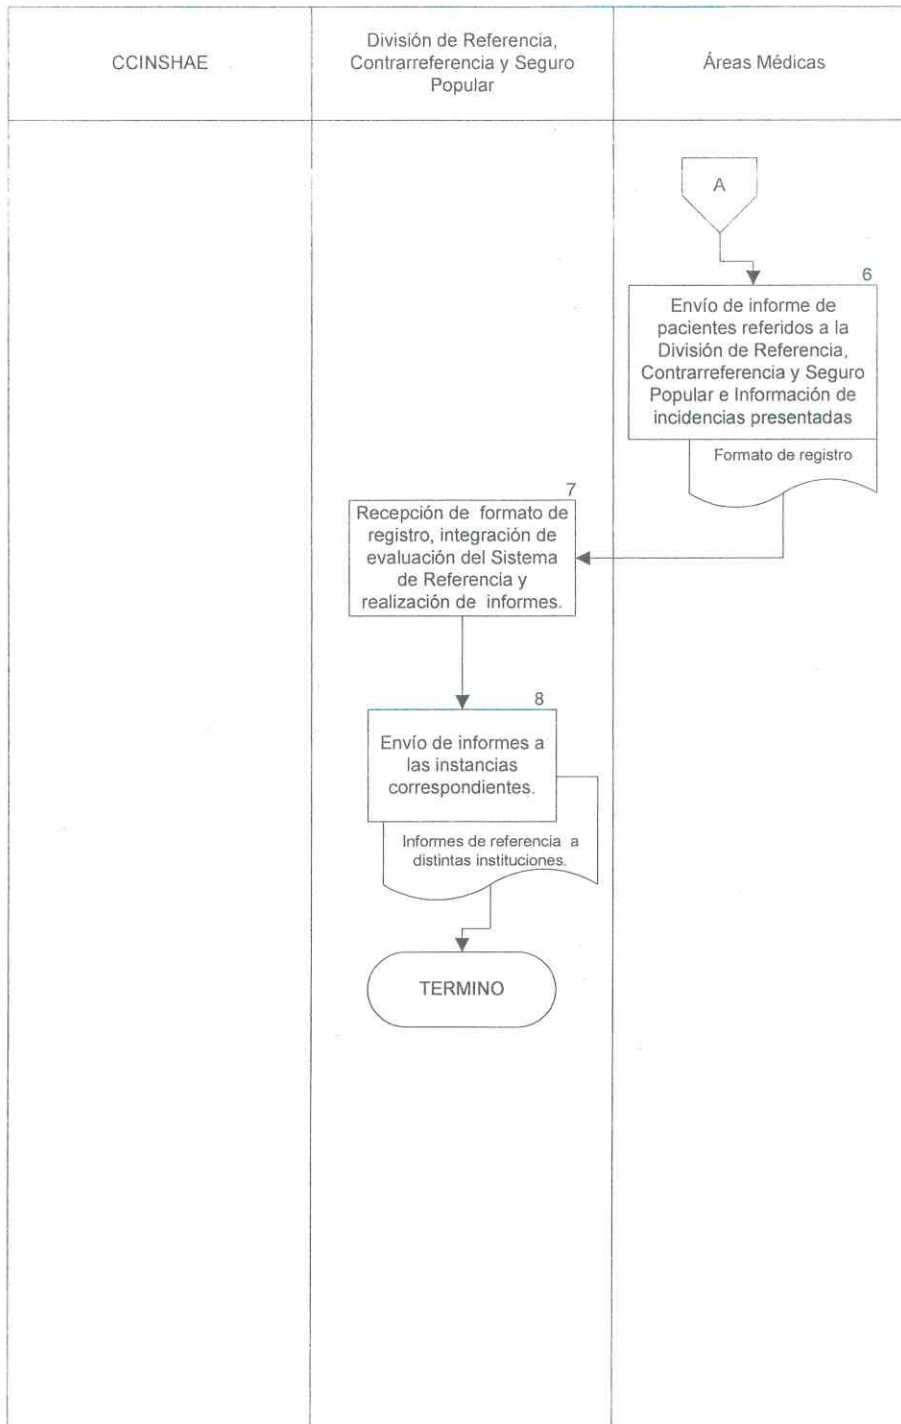 CCINSHAE
División de Referencia,
Contrarreferencia y Seguro
Popular
Áreas Médicas
A
6
Envío de informe de
pacientes referidos a la
División de Referencia,
Contrarreferencia y Seguro
Popular e Información de
incidencias presentadas
Formato de registro
7
Recepción de formato de
registro, integración de
evaluación del Sistema
de Referencia y
realización de informes.
8
Envío de informes a
las instancias
correspondientes.
Informes de referencia a
distintas instituciones.
TERMINO